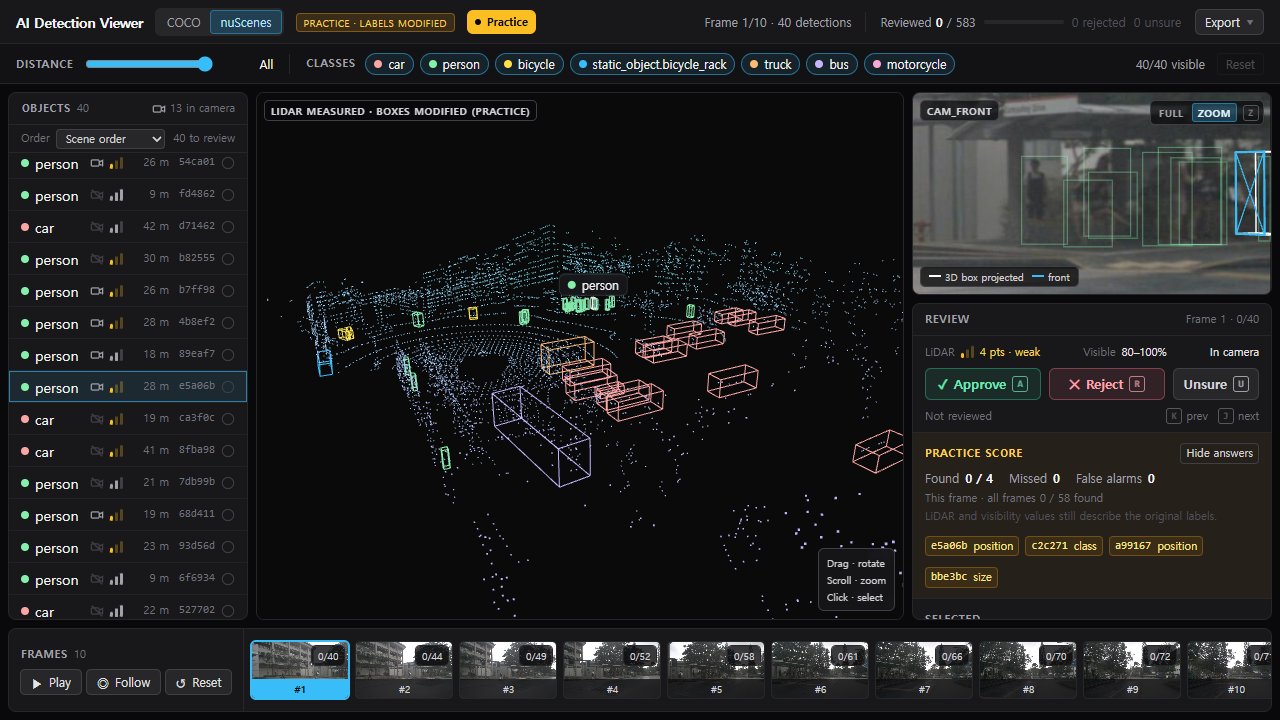 AI Detection Viewer COCO nuScenes PRACTICE · LABELS MODIFIED Practice Frame 1/10 · 40 detections Reviewed 0 / 583 0 rejected 0 unsure Export
DISTANCE All CLASSES car person bicycle static_object.bicycle_rack truck bus motorcycle 40/40 visible Reset
OBJECTS 40 13 in camera
Order Scene order 40 to review
person 26 m 54ca01
person 9 m fd4862
car 42 m d71462
person 30 m b82555
person 26 m b7ff98
person 28 m 4b8ef2
person 18 m 89eaf7
person 28 m e5a06b
car 19 m ca3f0c
car 41 m 8fba98
person 21 m 7db99b
person 19 m 68d411
person 23 m 93d56d
person 9 m 6f6934
car 22 m 527702
LIDAR MEASURED · BOXES MODIFIED (PRACTICE)
person
Drag · rotate
Scroll · zoom
Click · select
CAM_FRONT FULL ZOOM Z
3D box projected front
REVIEW Frame 1 · 0/40
LiDAR 4 pts · weak Visible 80–100% In camera
Approve A Reject R Unsure U
Not reviewed K prev J next
PRACTICE SCORE Hide answers
Found 0 / 4 Missed 0 False alarms 0
This frame · all frames 0 / 58 found
LiDAR and visibility values still describe the original labels.
e5a06b position c2c271 class a99167 position
bbe3bc size
SELECTED
FRAMES 10
Play Follow Reset
0/40 0/44 0/49 0/52 0/58 0/61 0/66 0/70 0/72 0/7
#1 #2 #3 #4 #5 #6 #7 #8 #9 #10